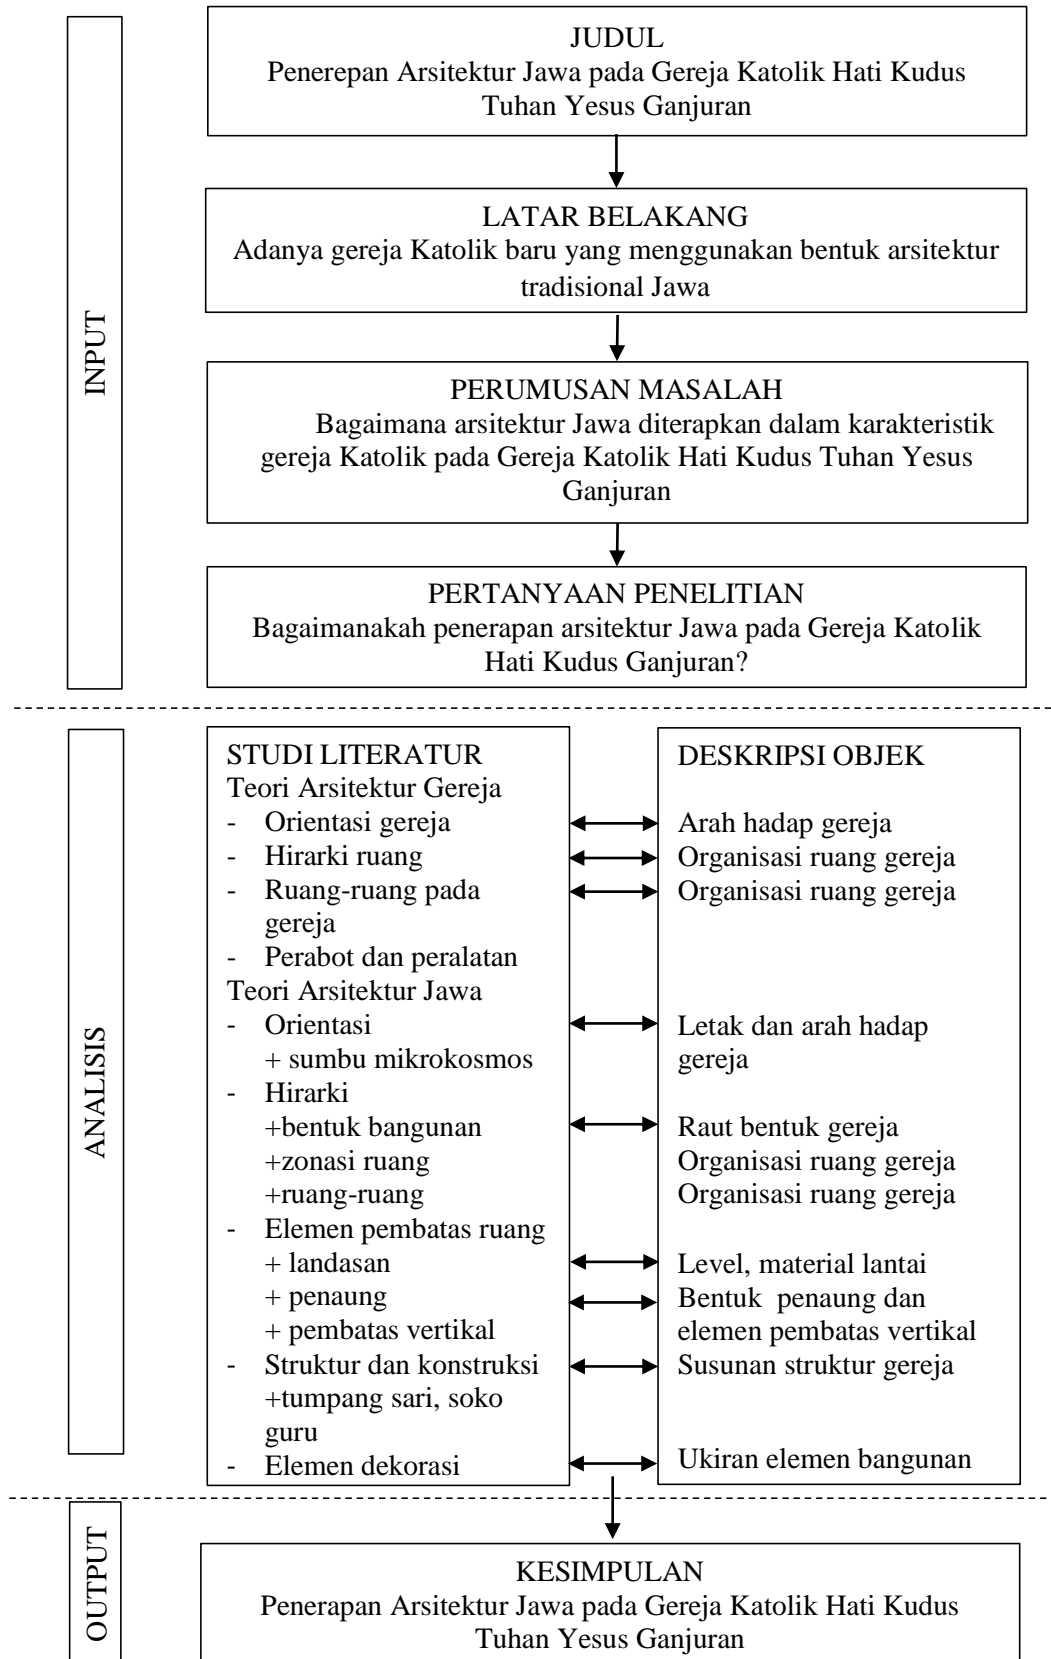 INPUT
JUDUL
Penerepan Arsitektur Jawa pada Gereja Katolik Hati Kudus
Tuhan Yesus Ganjuran
LATAR BELAKANG
Adanya gereja Katolik baru yang menggunakan bentuk arsitektur
tradisional Jawa
PERUMUSAN MASALAH
Bagaimana arsitektur Jawa diterapkan dalam karakteristik
gereja Katolik pada Gereja Katolik Hati Kudus Tuhan Yesus
Ganjuran
PERTANYAAN PENELITIAN
Bagaimanakah penerapan arsitektur Jawa pada Gereja Katolik
Hati Kudus Ganjuran?
ANALISIS
STUDI LITERATUR
Teori Arsitektur Gereja
- Orientasi gereja
- Hirarki ruang
- Ruang-ruang pada
gereja
- Perabot dan peralatan
Teori Arsitektur Jawa
- Orientasi
+ sumbu mikrokosmos
- Hirarki
+bentuk bangunan
+zonasi ruang
+ruang-ruang
- Elemen pembatas ruang
+ landasan
+ penaung
+ pembatas vertikal
- Struktur dan konstruksi
+tumpang sari, soko
guru
- Elemen dekorasi
DESKRIPSI OBJEK
Arah hadap gereja
Organisasi ruang gereja
Organisasi ruang gereja
Letak dan arah hadap
gereja
Raut bentuk gereja
Organisasi ruang gereja
Organisasi ruang gereja
Level, material lantai
Bentuk penaung dan
elemen pembatas vertikal
Susunan struktur gereja
Ukiran elemen bangunan
OUTPUT
KESIMPULAN
Penerapan Arsitektur Jawa pada Gereja Katolik Hati Kudus
Tuhan Yesus Ganjuran